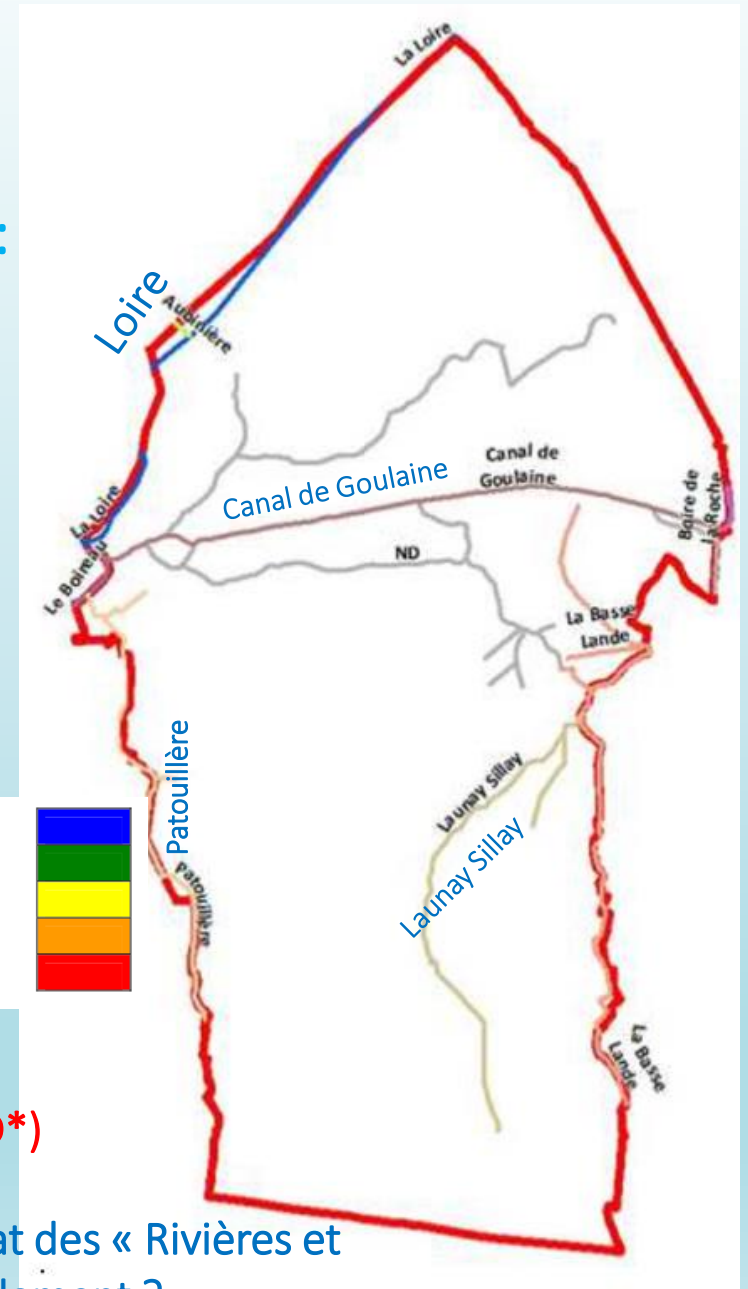 La Loire
:
Loire
Aubinière
Canal de
Goulaine
Canal de Goulaine
Boire de
la Roche
La Loire
Le Boireau
ND
La Basse
Lande
Patouillère
Launay Sillay
Launay Sillay
Patouillère
La Basse
Lande
*)
at des « Rivières et